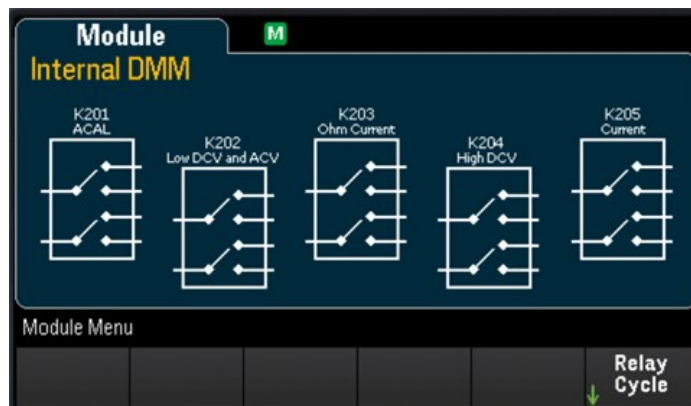 Module
M
Internal DMM
K201
ACAL
K202
Low DCV and ACV
K203
Ohm Current
K204
High DCV
K205
Current
Module Menu
Relay
Cycle